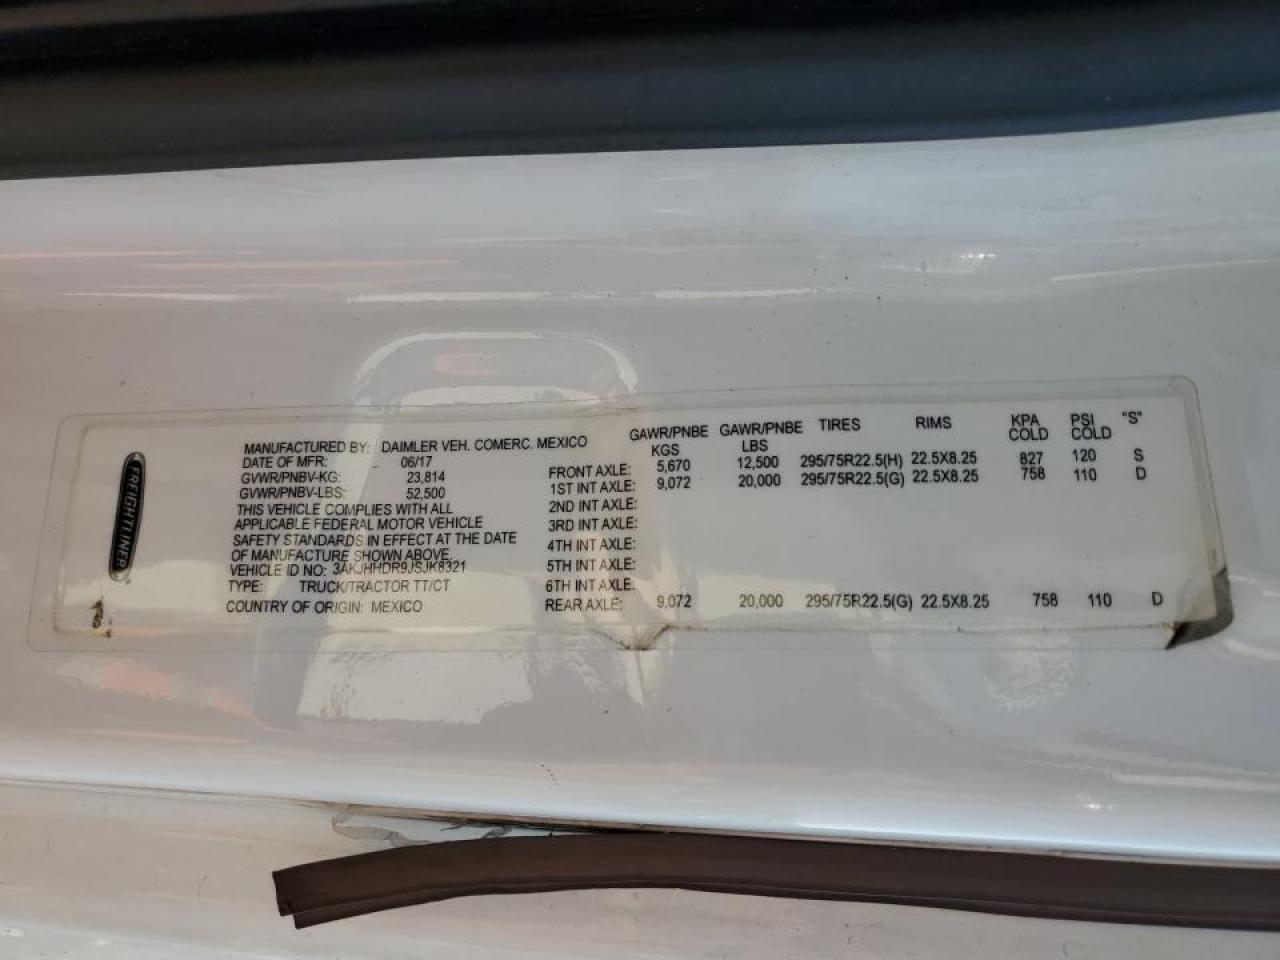 FREIGHTLINER
MANUFACTURED BY: DAIMLER VEH. COMERC. MEXICO
DATE OF MFR: 06/17
GVWR/PNBV-KG: 23,814
GVWR/PNBV-LBS: 52,500
THIS VEHICLE COMPLIES WITH ALL
APPLICABLE FEDERAL MOTOR VEHICLE
SAFETY STANDARDS IN EFFECT AT THE DATE
OF MANUFACTURE SHOWN ABOVE.
VEHICLE ID NO: 3AKJHHDR9JSJK8321
TYPE: TRUCK/TRACTOR TT/CT
COUNTRY OF ORIGIN: MEXICO
GAWR/PNBE GAWR/PNBE TIRES RIMS KPA PSI "S"
KGS LBS COLD COLD
FRONT AXLE: 5,670 12,500 295/75R22.5(H) 22.5X8.25 827 120 S
1ST INT AXLE: 9,072 20,000 295/75R22.5(G) 22.5X8.25 758 110 D
2ND INT AXLE:
3RD INT AXLE:
4TH INT AXLE:
5TH INT AXLE:
6TH INT AXLE:
REAR AXLE: 9,072 20,000 295/75R22.5(G) 22.5X8.25 758 110 D